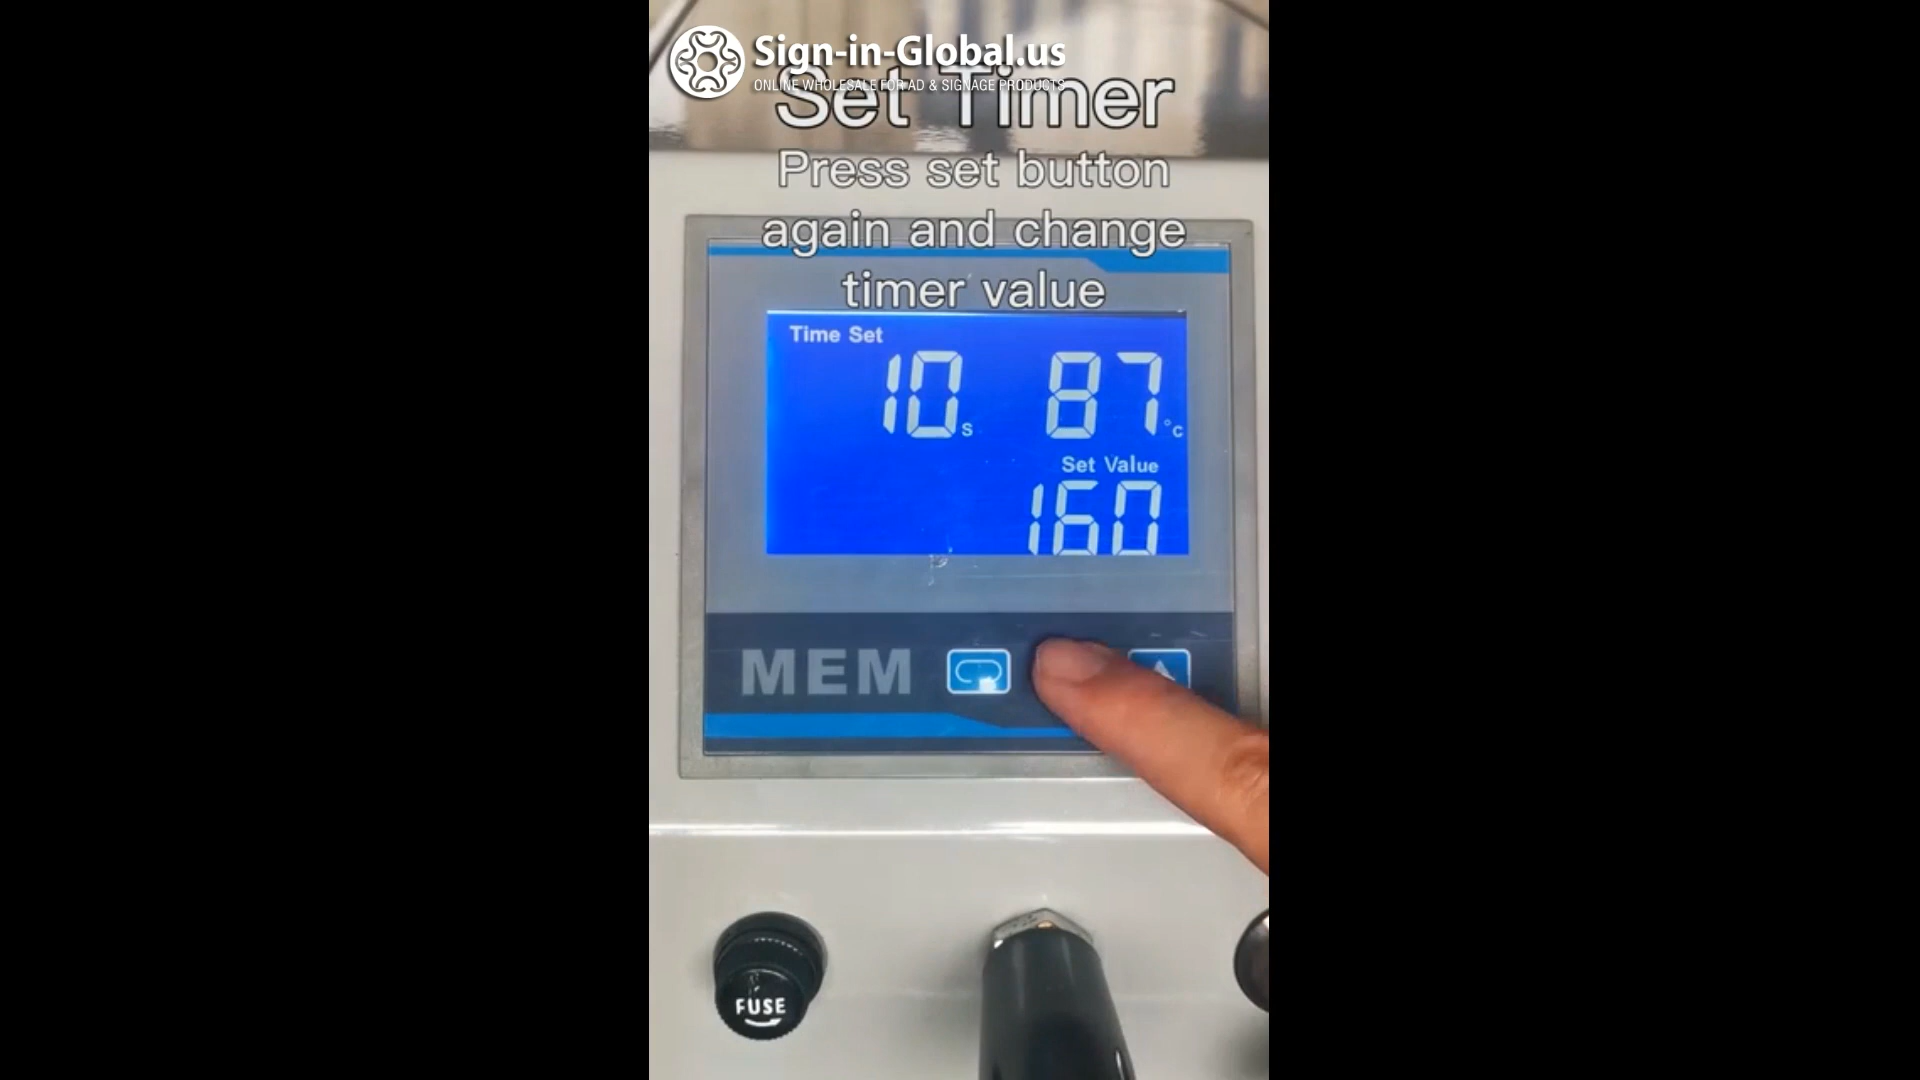 Sign-in-Global.us
ONLINE WHOLESALE FOR AD & SIGNAGE PRODUCTS
Set Timer
Press set button
again and change
timer value
Time Set
10 s 87 °c
Set Value
160
MEM
FUSE